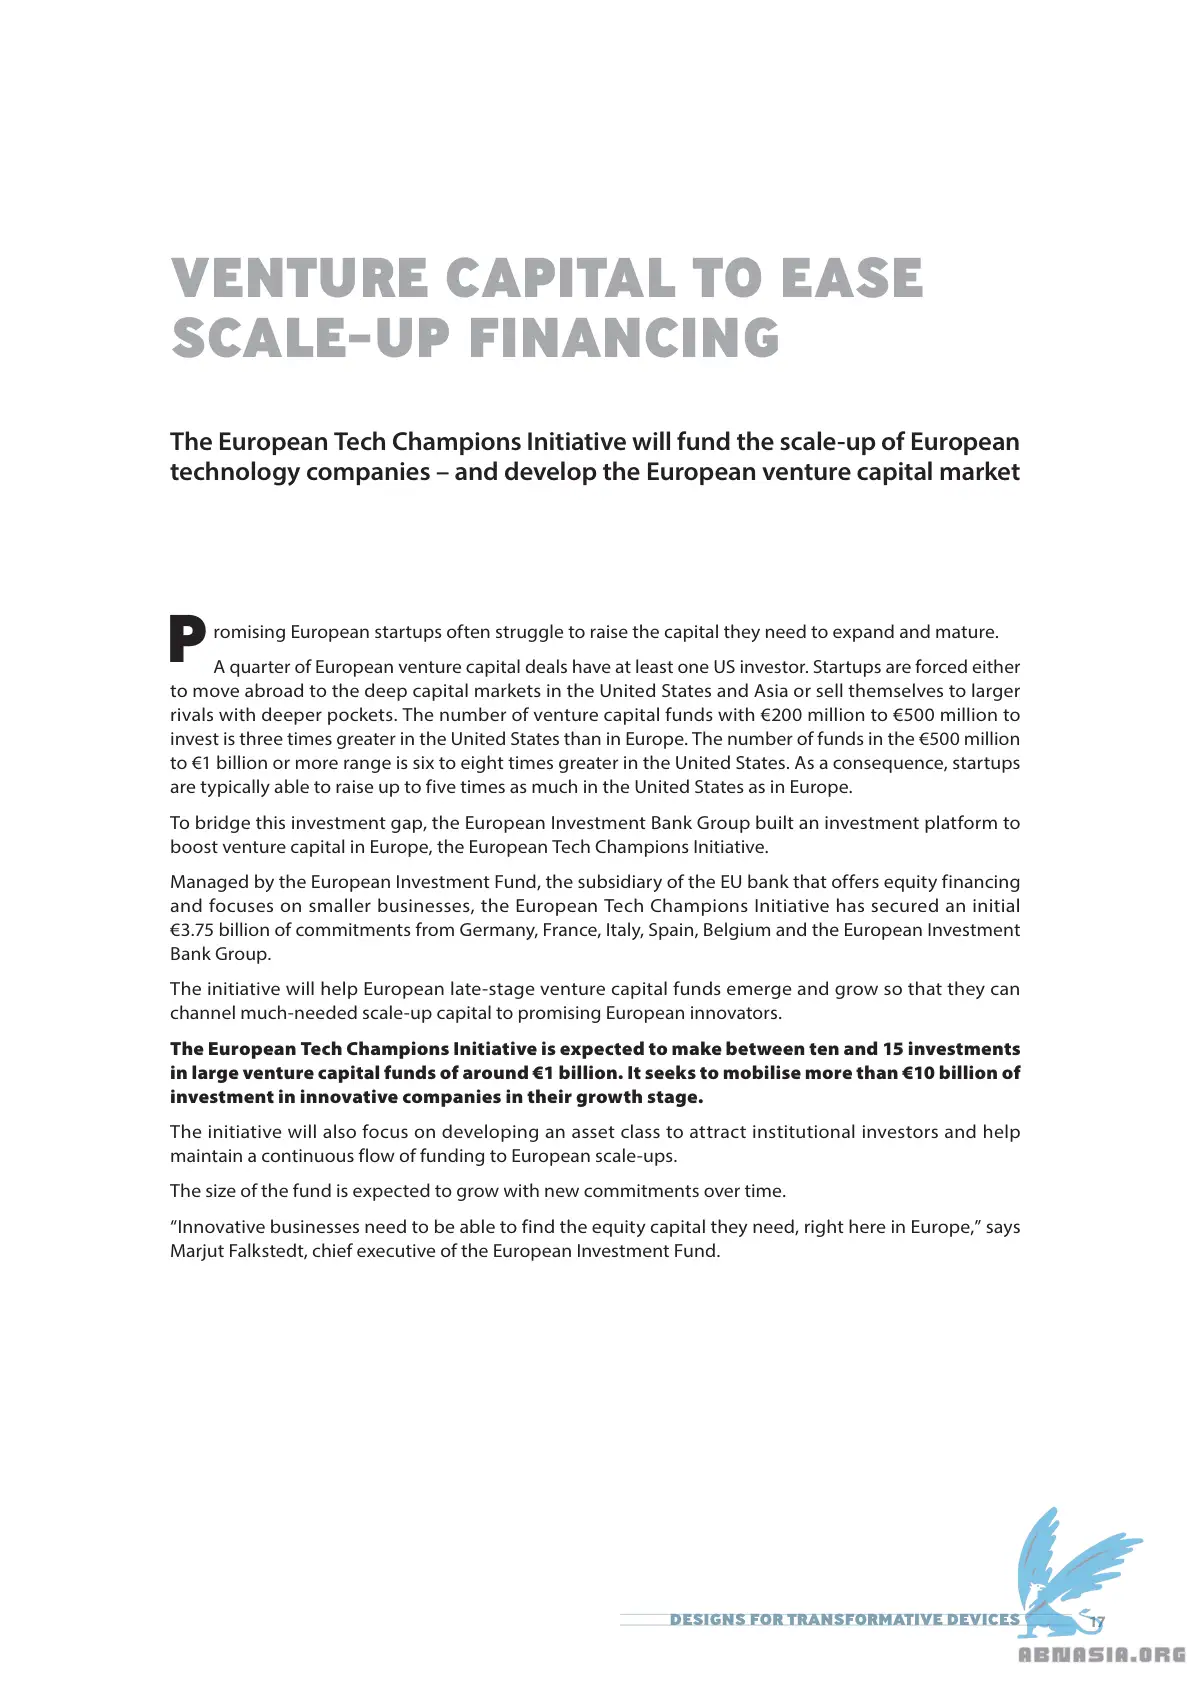 VENTURE CAPITAL TO EASE
SCALE-UP FINANCING
The European Tech Champions Initiative will fund the scale-up of European
technology companies – and develop the European venture capital market
Promising European startups often struggle to raise the capital they need to expand and mature.
A quarter of European venture capital deals have at least one US investor. Startups are forced either
to move abroad to the deep capital markets in the United States and Asia or sell themselves to larger
rivals with deeper pockets. The number of venture capital funds with €200 million to €500 million to
invest is three times greater in the United States than in Europe. The number of funds in the €500 million
to €1 billion or more range is six to eight times greater in the United States. As a consequence, startups
are typically able to raise up to five times as much in the United States as in Europe.
To bridge this investment gap, the European Investment Bank Group built an investment platform to
boost venture capital in Europe, the European Tech Champions Initiative.
Managed by the European Investment Fund, the subsidiary of the EU bank that offers equity financing
and focuses on smaller businesses, the European Tech Champions Initiative has secured an initial
€3.75 billion of commitments from Germany, France, Italy, Spain, Belgium and the European Investment
Bank Group.
The initiative will help European late-stage venture capital funds emerge and grow so that they can
channel much-needed scale-up capital to promising European innovators.
The European Tech Champions Initiative is expected to make between ten and 15 investments
in large venture capital funds of around €1 billion. It seeks to mobilise more than €10 billion of
investment in innovative companies in their growth stage.
The initiative will also focus on developing an asset class to attract institutional investors and help
maintain a continuous flow of funding to European scale-ups.
The size of the fund is expected to grow with new commitments over time.
“Innovative businesses need to be able to find the equity capital they need, right here in Europe,” says
Marjut Falkstedt, chief executive of the European Investment Fund.
DESIGNS FOR TRANSFORMATIVE DEVICES 17
ABNASIA.ORG